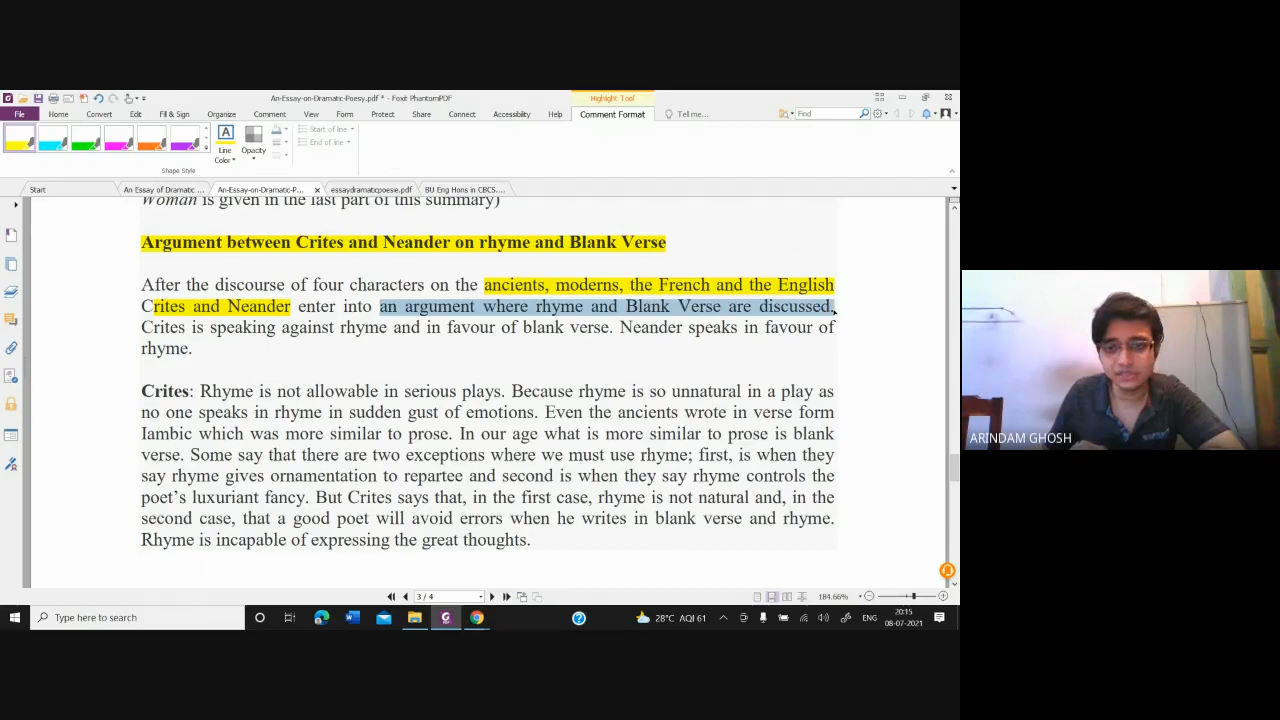 An-Essay-on-Dramatic-Poesy.pdf * - Foxit PhantomPDF
Highlight Tool
File Home Convert Edit Fill & Sign Organize Comment View Form Protect Share Connect Accessibility Help Comment Format Tell me... Find
Line Color
Opacity
Start of line
End of line
Shape Style
Start
An Essay of Dramatic ...
An-Essay-on-Dramatic-P...
essaydramaticpoesie.pdf
BU Eng Hons in CBCS....
Woman is given in the last part of this summary)
Argument between Crites and Neander on rhyme and Blank Verse
After the discourse of four characters on the ancients, moderns, the French and the English
Crites and Neander enter into an argument where rhyme and Blank Verse are discussed.
Crites is speaking against rhyme and in favour of blank verse. Neander speaks in favour of
rhyme.
Crites: Rhyme is not allowable in serious plays. Because rhyme is so unnatural in a play as
no one speaks in rhyme in sudden gust of emotions. Even the ancients wrote in verse form
Iambic which was more similar to prose. In our age what is more similar to prose is blank
verse. Some say that there are two exceptions where we must use rhyme; first, is when they
say rhyme gives ornamentation to repartee and second is when they say rhyme controls the
poet's luxuriant fancy. But Crites says that, in the first case, rhyme is not natural and, in the
second case, that a good poet will avoid errors when he writes in blank verse and rhyme.
Rhyme is incapable of expressing the great thoughts.
3 / 4
184.66%
Type here to search
28°C AQI 61
ENG
20:15
08-07-2021
ARINDAM GHOSH